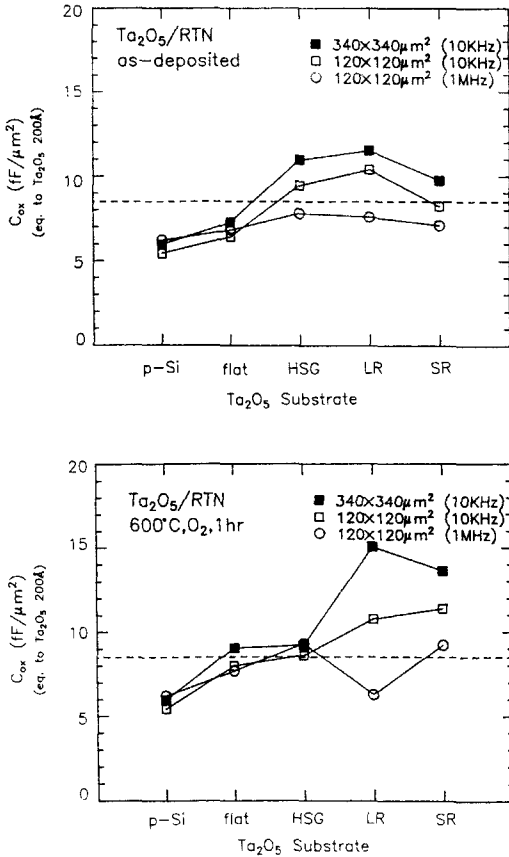 20
15
10
5
0
C_ox (fF/μm²)
(eq. to Ta₂O₅ 200Å)
Ta₂O₅/RTN
as-deposited
■ 340×340μm² (10KHz)
□ 120×120μm² (10KHz)
○ 120×120μm² (1MHz)
p-Si flat HSG LR SR
Ta₂O₅ Substrate
20
15
10
5
0
C_ox (fF/μm²)
(eq. to Ta₂O₅ 200Å)
Ta₂O₅/RTN
600°C,O₂,1hr
■ 340×340μm² (10KHz)
□ 120×120μm² (10KHz)
○ 120×120μm² (1MHz)
p-Si flat HSG LR SR
Ta₂O₅ Substrate